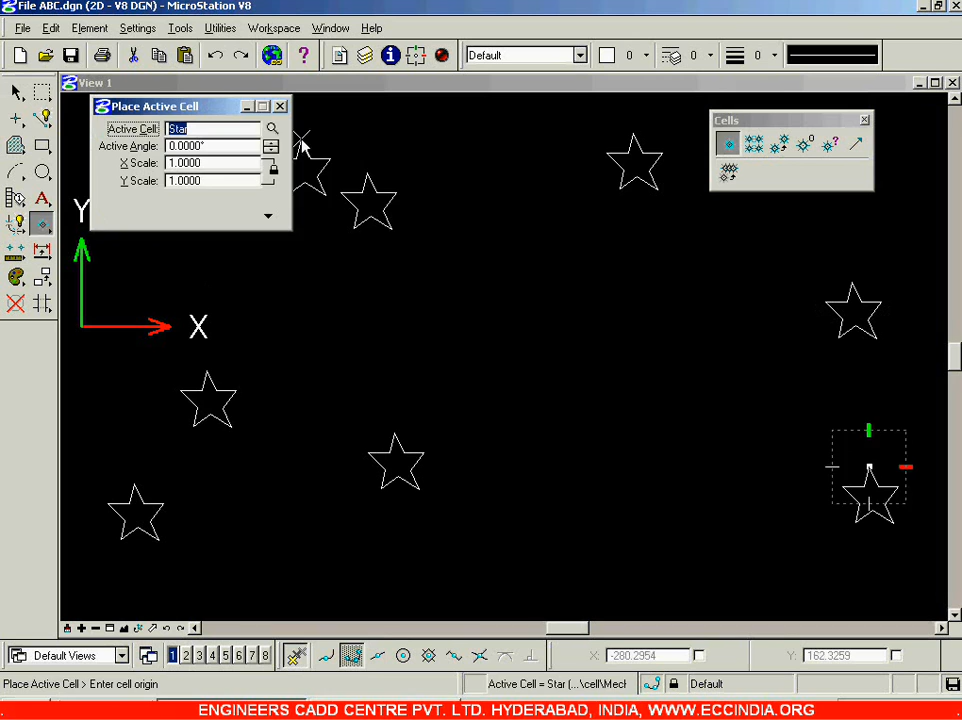 File ABC.dgn (2D - V8 DGN) - MicroStation V8
File Edit Element Settings Tools Utilities Workspace Window Help
Default 0 0 0
View 1
Place Active Cell
Active Cell: Star
Active Angle: 0.0000°
X Scale: 1.0000
Y Scale: 1.0000
Cells
Y
X
Default Views 1 2 3 4 5 6 7 8 X: -280.2954 Y: 162.3259
Place Active Cell > Enter cell origin Active Cell = Star (...\cell\Mech Default
ENGINEERS CADD CENTRE PVT. LTD. HYDERABAD, INDIA, WWW.ECCINDIA.ORG